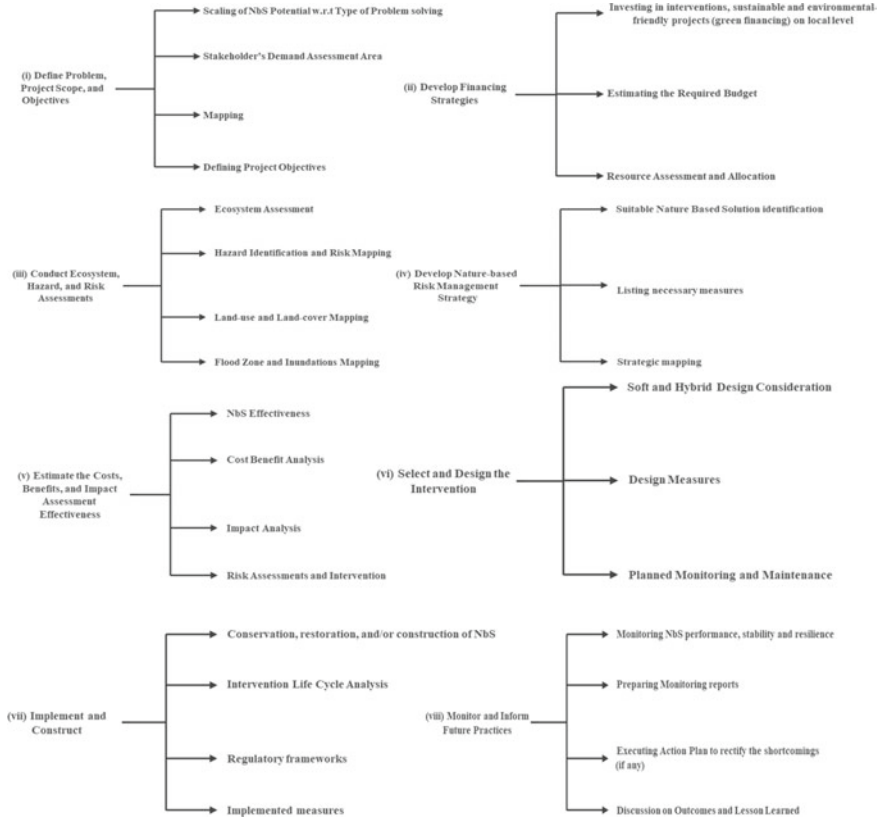 (i) Define Problem,
Project Scope, and
Objectives
Scaling of NbS Potential w.r.t Type of Problem solving
Stakeholder's Demand Assessment Area
Mapping
Defining Project Objectives
(ii) Develop Financing
Strategies
Investing in interventions, sustainable and environmental-
friendly projects (green financing) on local level
Estimating the Required Budget
Resource Assessment and Allocation
(iii) Conduct Ecosystem,
Hazard, and Risk
Assessments
Ecosystem Assessment
Hazard Identification and Risk Mapping
Land-use and Land-cover Mapping
Flood Zone and Inundations Mapping
(iv) Develop Nature-based
Risk Management
Strategy
Suitable Nature Based Solution identification
Listing necessary measures
Strategic mapping
(v) Estimate the Costs,
Benefits, and Impact
Assessment
Effectiveness
NbS Effectiveness
Cost Benefit Analysis
Impact Analysis
Risk Assessments and Intervention
(vi) Select and Design the
Intervention
Soft and Hybrid Design Consideration
Design Measures
Planned Monitoring and Maintenance
(vii) Implement and
Construct
Conservation, restoration, and/or construction of NbS
Intervention Life Cycle Analysis
Regulatory frameworks
Implemented measures
(viii) Monitor and Inform
Future Practices
Monitoring NbS performance, stability and resilience
Preparing Monitoring reports
Executing Action Plan to rectify the shortcomings
(if any)
Discussion on Outcomes and Lesson Learned